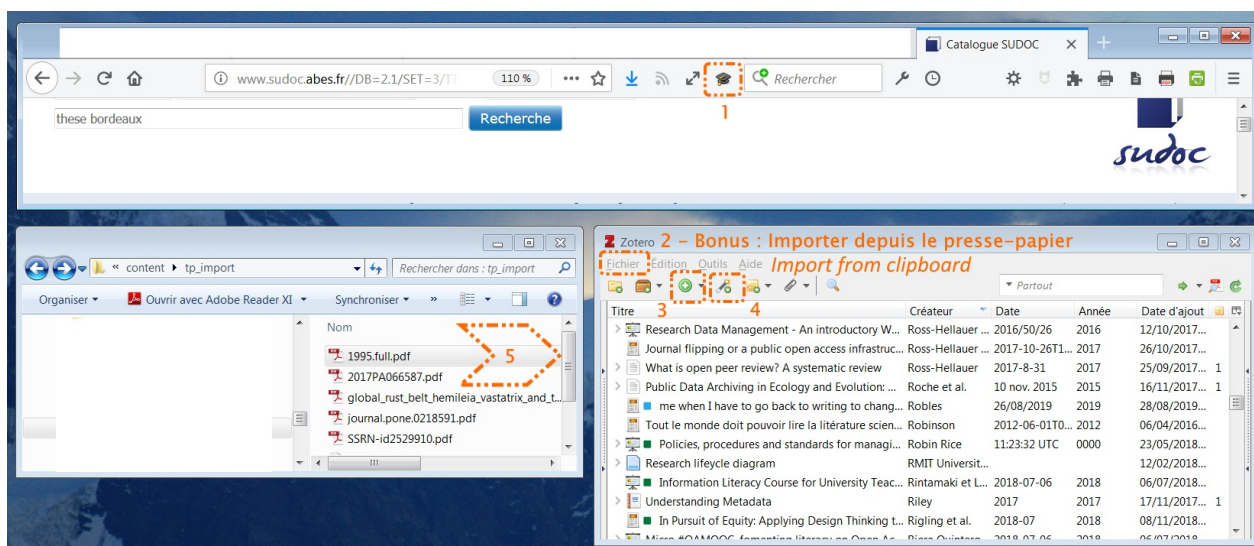 Catalogue SUDOC
www.sudoc.abes.fr//DB=2.1/SET=3/T
110 %
Rechercher
1
these bordeaux
Recherche
sudoc
« content tp_import
Rechercher dans : tp_import
Organiser
Ouvrir avec Adobe Reader XI
Synchroniser
»
Nom
1995.full.pdf
2017PA066587.pdf
global_rust_belt_hemileia_vastatrix_and_t...
journal.pone.0218591.pdf
SSRN-id2529910.pdf
5
Zotero
2 – Bonus : Importer depuis le presse-papier
Fichier Édition Outils Aide
Import from clipboard
Partout
3
4
Titre Créateur Date Année Date d'ajout
Research Data Management - An introductory W... Ross-Hellauer ... 2016/50/26 2016 12/10/2017...
Journal flipping or a public open access infrastruc... Ross-Hellauer ... 2017-10-26T1... 2017 26/10/2017...
What is open peer review? A systematic review Ross-Hellauer 2017-8-31 2017 25/09/2017... 1
Public Data Archiving in Ecology and Evolution: ... Roche et al. 10 nov. 2015 2015 16/11/2017... 1
me when I have to go back to writing to chang... Robles 26/08/2019 2019 28/08/2019...
Tout le monde doit pouvoir lire la litérature scien... Robinson 2012-06-01T0... 2012 06/04/2016...
Policies, procedures and standards for managi... Robin Rice 11:23:32 UTC 0000 23/05/2018...
Research lifeycle diagram RMIT Universit... 12/02/2018...
Information Literacy Course for University Teac... Rintamaki et L... 2018-07-06 2018 06/07/2018...
Understanding Metadata Riley 2017 2017 17/11/2017... 1
In Pursuit of Equity: Applying Design Thinking t... Rigling et al. 2018-07 2018 08/11/2018...